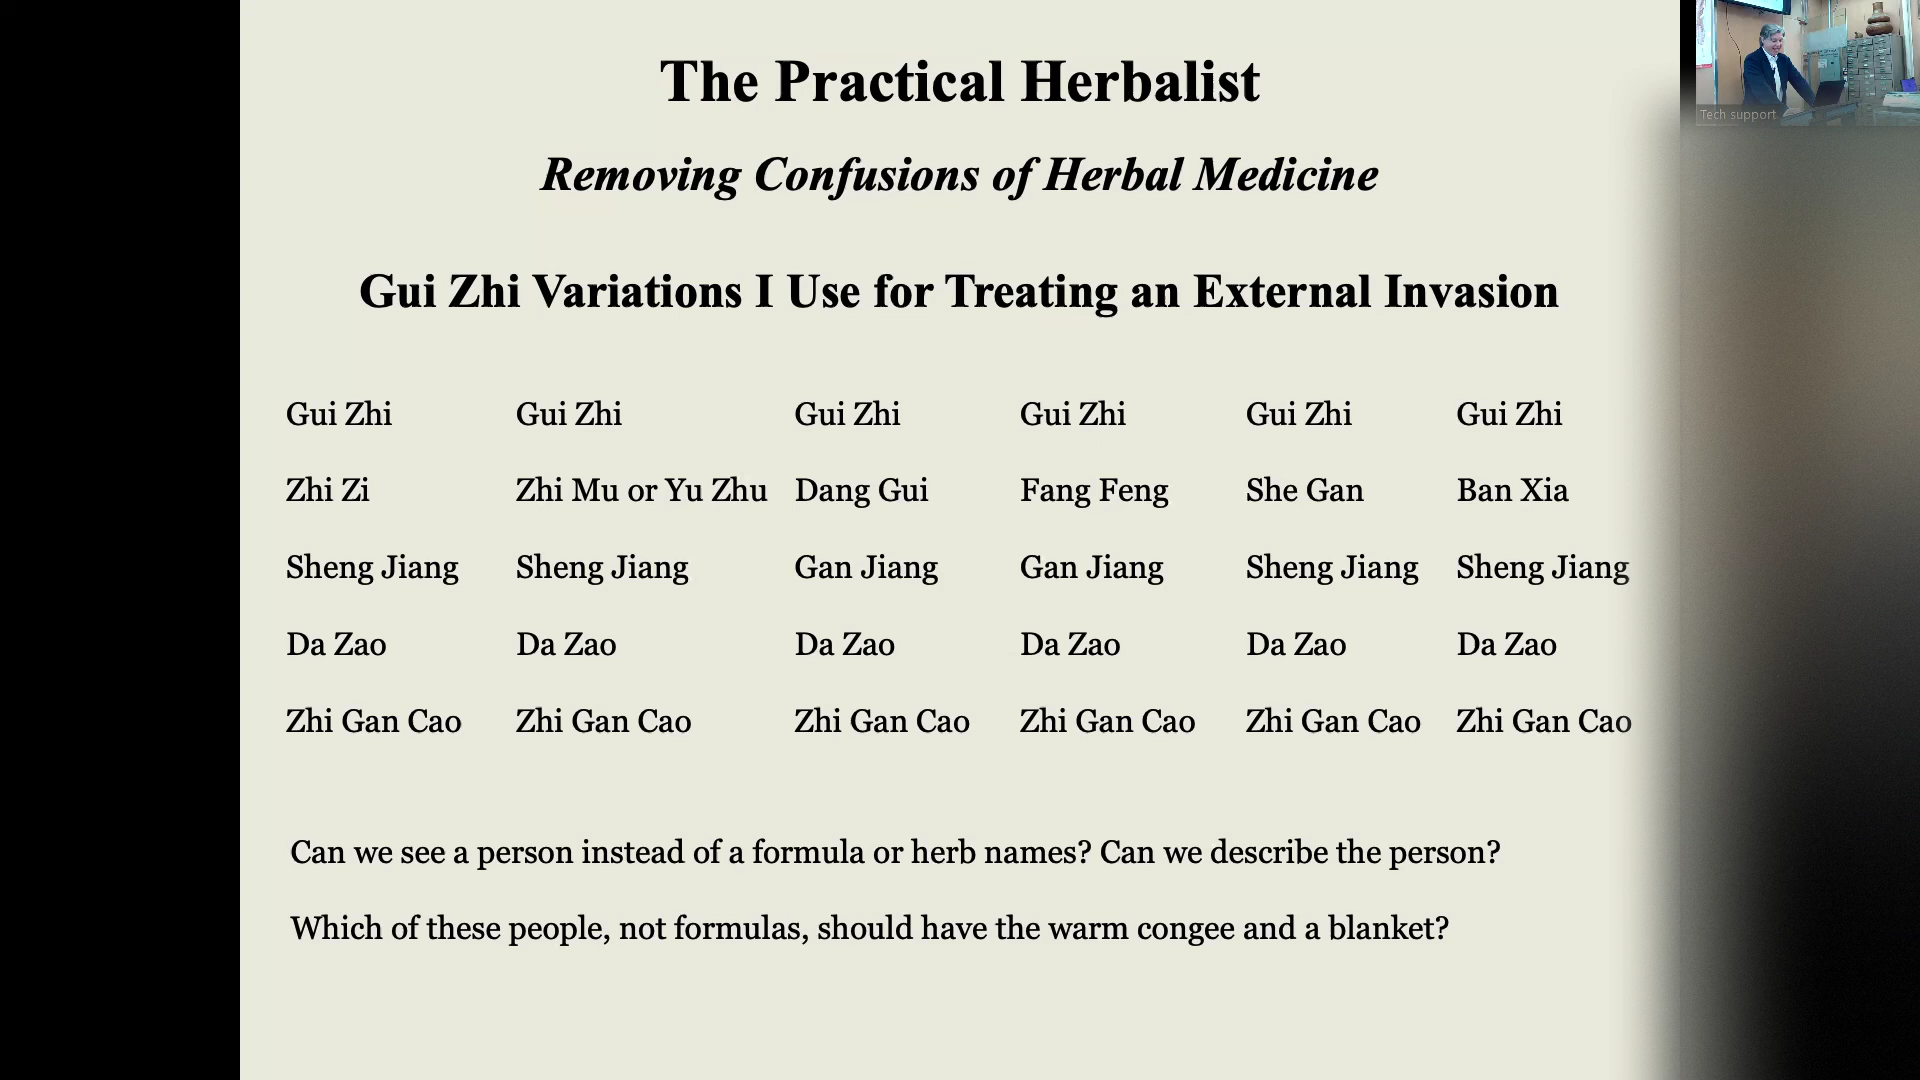 The Practical Herbalist
Removing Confusions of Herbal Medicine
Gui Zhi Variations I Use for Treating an External Invasion
Gui Zhi Gui Zhi Gui Zhi Gui Zhi Gui Zhi Gui Zhi
Zhi Zi Zhi Mu or Yu Zhu Dang Gui Fang Feng She Gan Ban Xia
Sheng Jiang Sheng Jiang Gan Jiang Gan Jiang Sheng Jiang Sheng Jiang
Da Zao Da Zao Da Zao Da Zao Da Zao Da Zao
Zhi Gan Cao Zhi Gan Cao Zhi Gan Cao Zhi Gan Cao Zhi Gan Cao Zhi Gan Cao
Can we see a person instead of a formula or herb names? Can we describe the person?
Which of these people, not formulas, should have the warm congee and a blanket?
Tech support